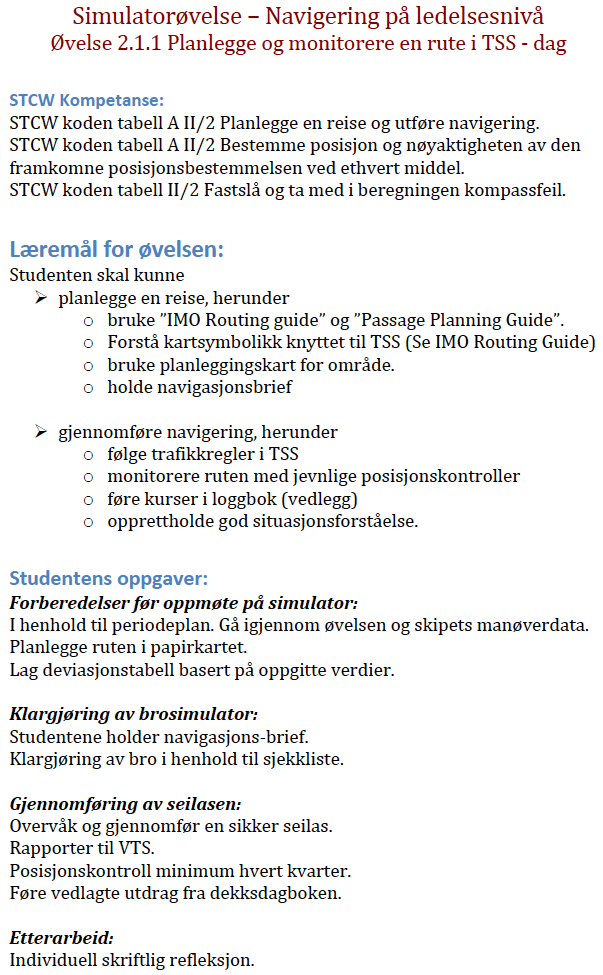 Simulatorøvelse – Navigering på ledelsesnivå
Øvelse 2.1.1 Planlegge og monitorere en rute i TSS - dag
STCW Kompetanse:
STCW koden tabell A II/2 Planlegge en reise og utføre navigering.
STCW koden tabell A II/2 Bestemme posisjon og nøyaktigheten av den
framkomne posisjonsbestemmelsen ved ethvert middel.
STCW koden tabell II/2 Fastslå og ta med i beregningen kompassfeil.
Læremål for øvelsen:
Studenten skal kunne
➢ planlegge en reise, herunder
o bruke ”IMO Routing guide” og ”Passage Planning Guide”.
o Forstå kartsymbolikk knyttet til TSS (Se IMO Routing Guide)
o bruke planleggingskart for område.
o holde navigasjonsbrief
➢ gjennomføre navigering, herunder
o følge trafikkregler i TSS
o monitorere ruten med jevnlige posisjonskontroller
o føre kurser i loggbok (vedlegg)
o opprettholde god situasjonsforståelse.
Studentens oppgaver:
Forberedelser før oppmøte på simulator:
I henhold til periodeplan. Gå igjennom øvelsen og skipets manøverdata.
Planlegge ruten i papirkartet.
Lag deviasjonstabell basert på oppgitte verdier.
Klargjøring av brosimulator:
Studentene holder navigasjons-brief.
Klargjøring av bro i henhold til sjekkliste.
Gjennomføring av seilasen:
Overvåk og gjennomfør en sikker seilas.
Rapporter til VTS.
Posisjonskontroll minimum hvert kvarter.
Føre vedlagte utdrag fra dekksdagboken.
Etterarbeid:
Individuell skriftlig refleksjon.